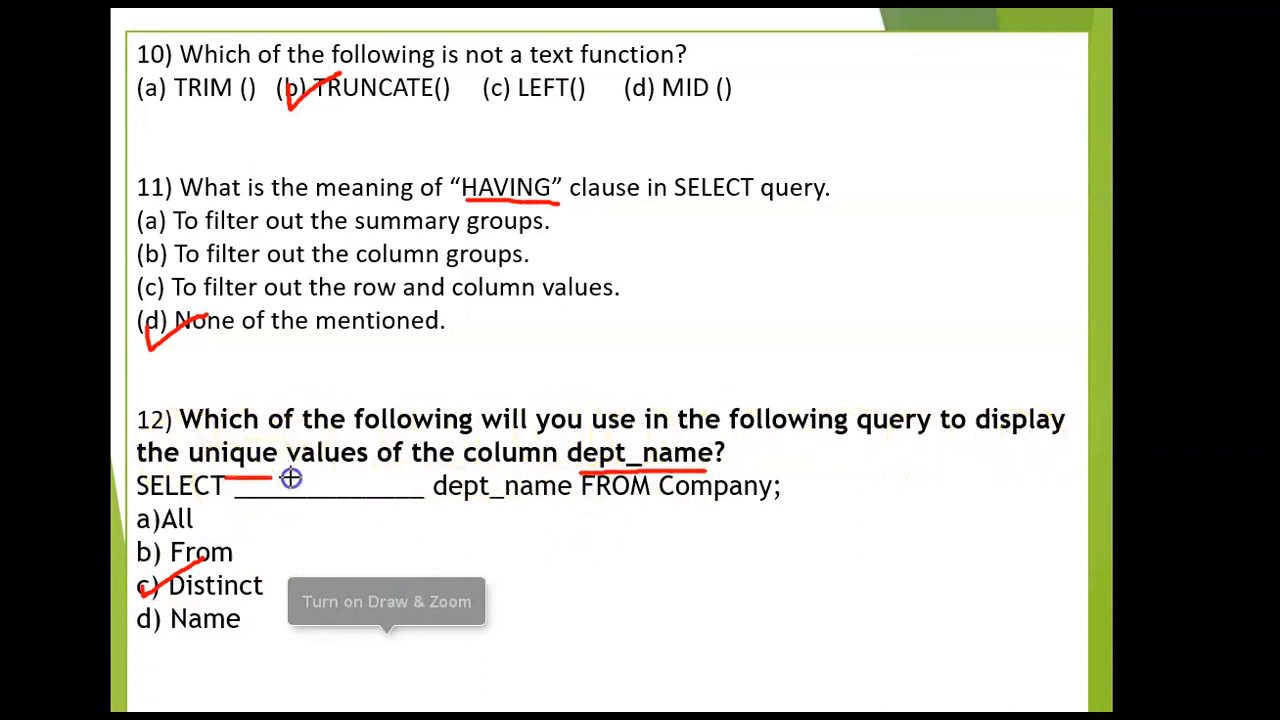 10) Which of the following is not a text function?
(a) TRIM () (b) TRUNCATE() (c) LEFT() (d) MID ()
11) What is the meaning of “HAVING” clause in SELECT query.
(a) To filter out the summary groups.
(b) To filter out the column groups.
(c) To filter out the row and column values.
(d) None of the mentioned.
12) Which of the following will you use in the following query to display
the unique values of the column dept_name?
SELECT _____________ dept_name FROM Company;
a)All
b) From
c) Distinct
d) Name
Turn on Draw & Zoom